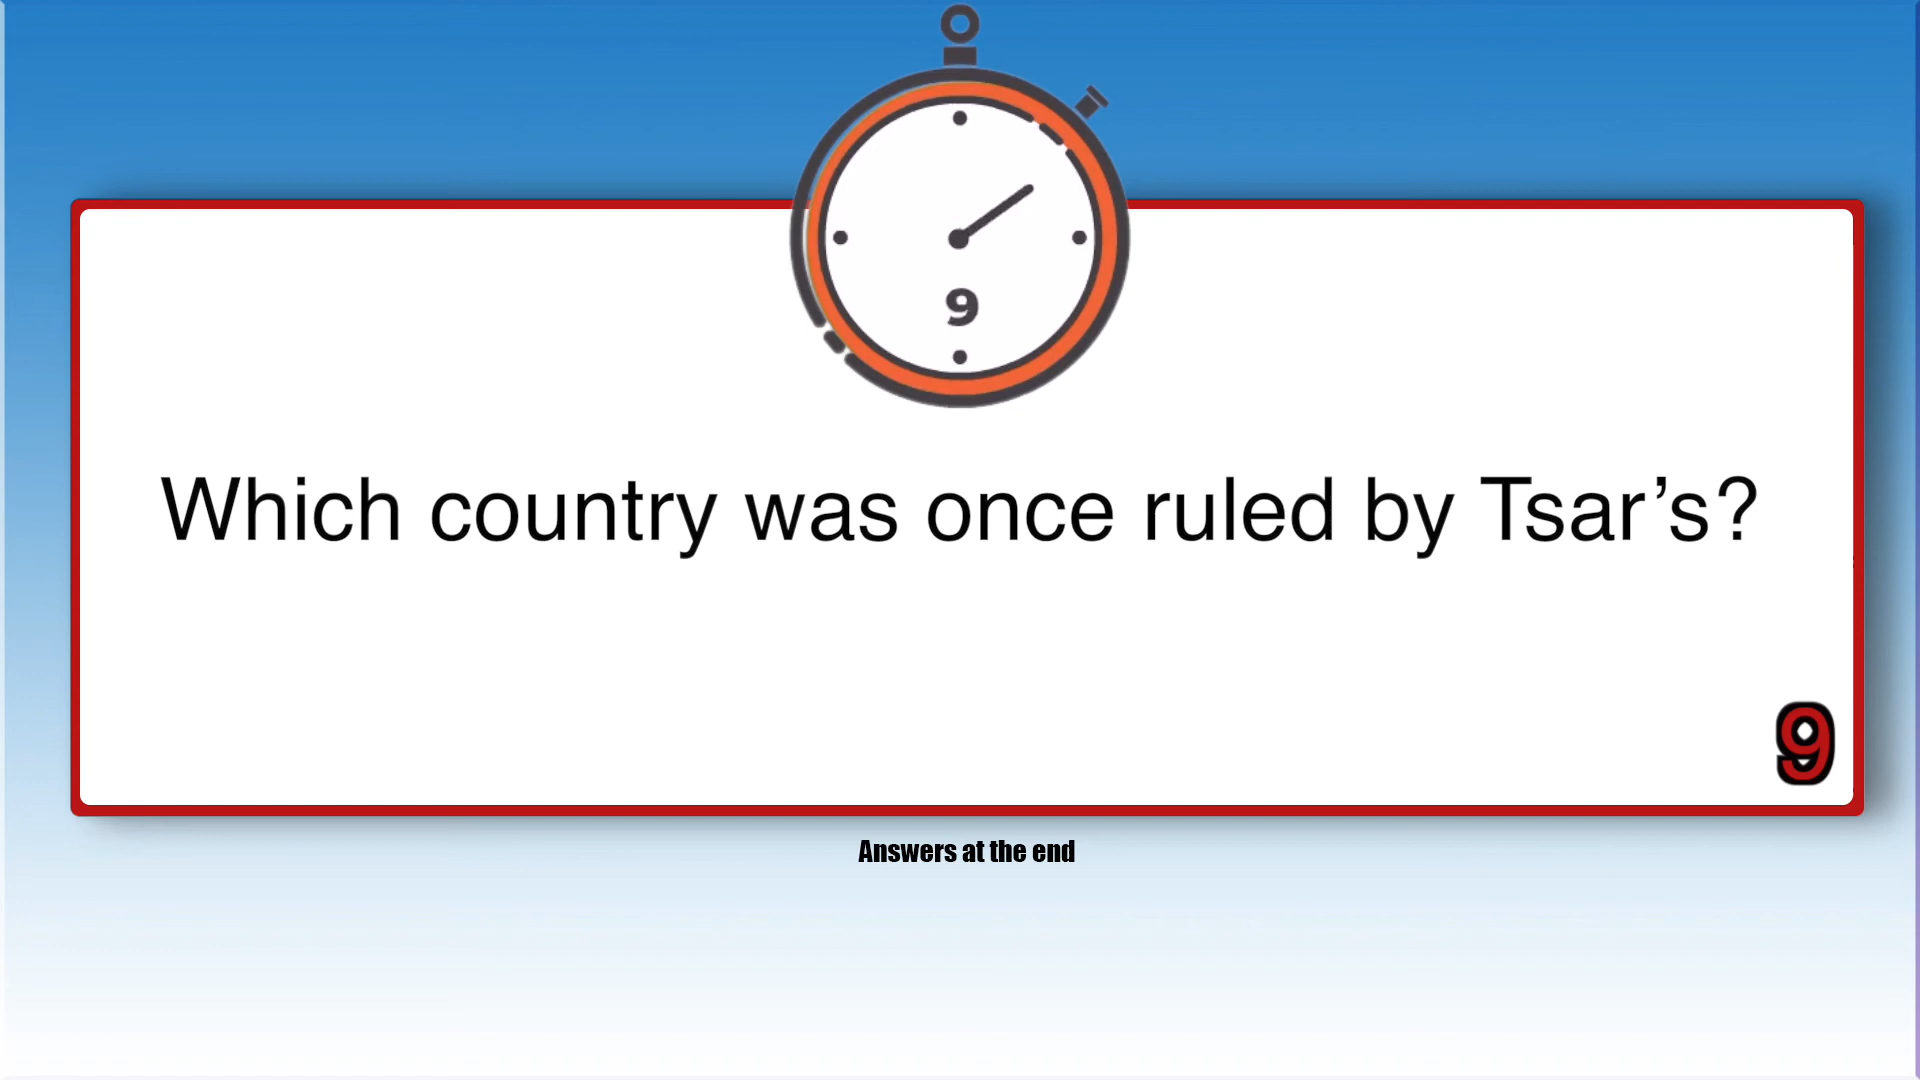 9
Which country was once ruled by Tsar’s?
9
Answers at the end